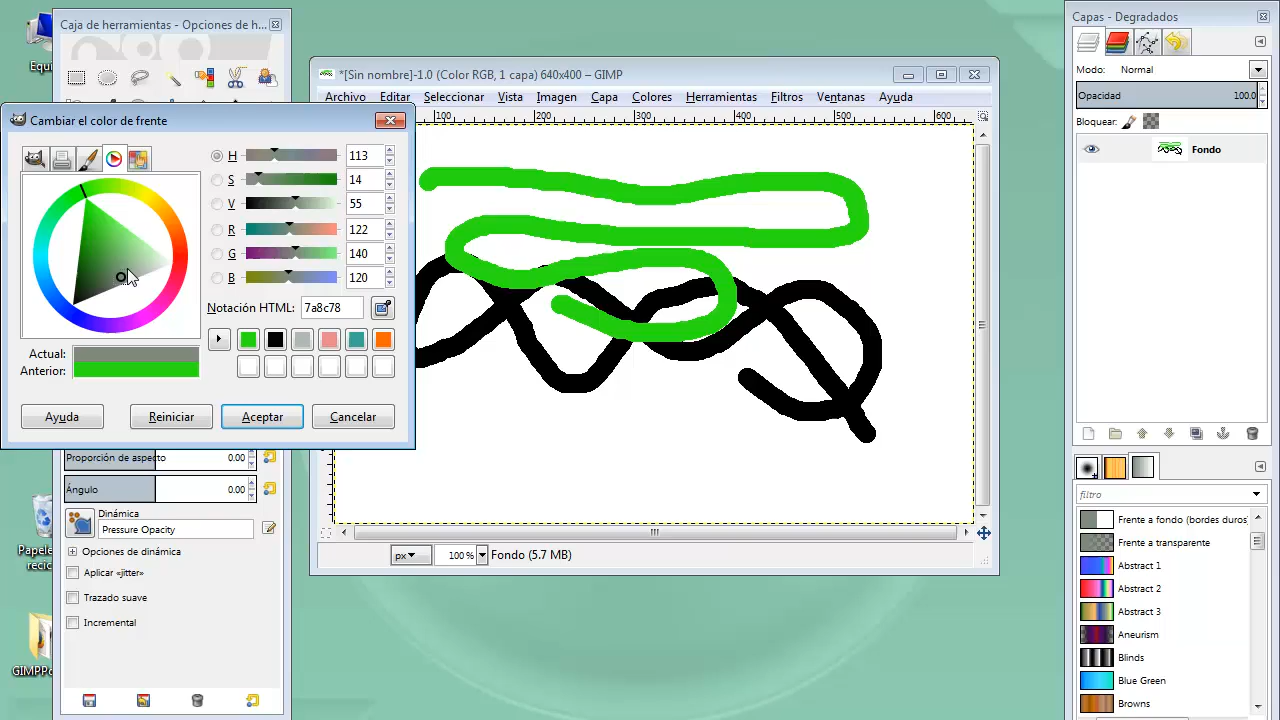 Caja de herramientas - Opciones de h...
Equi
Cambiar el color de frente
H 113
S 14
V 55
R 122
G 140
B 120
Notación HTML: 7a8c78
Actual:
Anterior:
Ayuda
Reiniciar
Aceptar
Cancelar
Proporción de aspecto 0.00
Ángulo 0.00
Dinámica
Pressure Opacity
Opciones de dinámica
Aplicar «jitter»
Trazado suave
Incremental
Papele
recic
GIMPPo
*[Sin nombre]-1.0 (Color RGB, 1 capa) 640x400 – GIMP
Archivo Editar Seleccionar Vista Imagen Capa Colores Herramientas Filtros Ventanas Ayuda
100 200 300 400 500 600
px 100 % Fondo (5.7 MB)
Capas - Degradados
Modo: Normal
Opacidad 100.0
Bloquear:
Fondo
filtro
Frente a fondo (bordes duros)
Frente a transparente
Abstract 1
Abstract 2
Abstract 3
Aneurism
Blinds
Blue Green
Browns